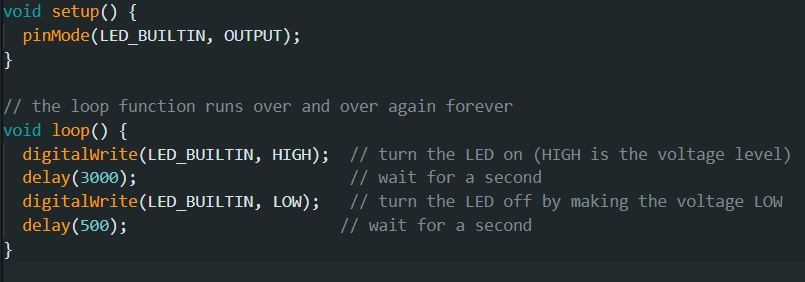 void setup() {
  pinMode(LED_BUILTIN, OUTPUT);
}

// the loop function runs over and over again forever
void loop() {
  digitalWrite(LED_BUILTIN, HIGH);  // turn the LED on (HIGH is the voltage level)
  delay(3000);                      // wait for a second
  digitalWrite(LED_BUILTIN, LOW);   // turn the LED off by making the voltage LOW
  delay(500);                      // wait for a second
}